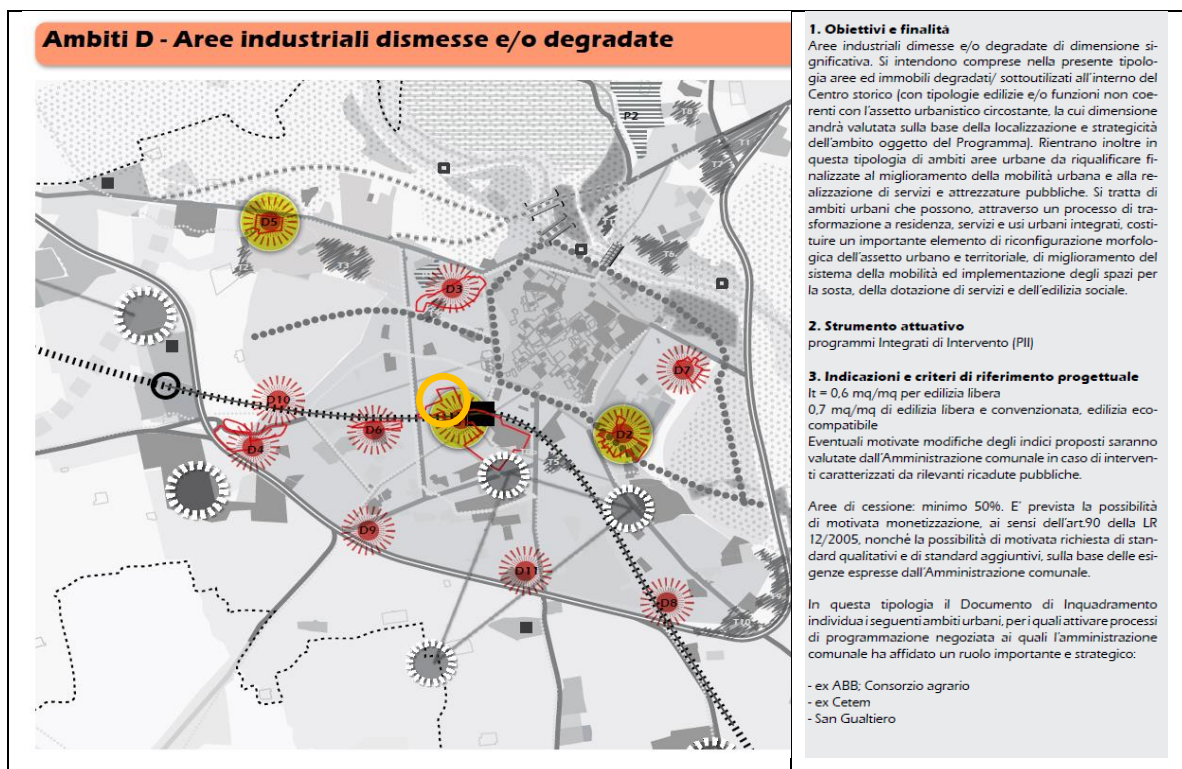 Ambiti D - Aree industriali dismesse e/o degradate
P2
T8
T1
T7
D5
T2
T3
T6
D3
D7
D10
D6
D2
D4
T5
D9
D11
D8
T9
T10
1. Obiettivi e finalità
Aree industriali dimesse e/o degradate di dimensione si-
gnificativa. Si intendono comprese nella presente tipolo-
gia aree ed immobili degradati/ sottoutilizati all'interno del
Centro storico (con tipologie edilizie e/o funzioni non coe-
renti con l'assetto urbanistico circostante, la cui dimensione
andrà valutata sulla base della localizzazione e strategicità
dell'ambito oggetto del Programma). Rientrano inoltre in
questa tipologia di ambiti aree urbane da riqualificare fi-
nalizzate al miglioramento della mobilità urbana e alla re-
alizzazione di servizi e attrezzature pubbliche. Si tratta di
ambiti urbani che possono, attraverso un processo di tra-
sformazione a residenza, servizi e usi urbani integrati, costi-
tuire un importante elemento di riconfigurazione morfolo-
gica dell'assetto urbano e territoriale, di miglioramento del
sistema della mobilità ed implementazione degli spazi per
la sosta, della dotazione di servizi e dell'edilizia sociale.
2. Strumento attuativo
programmi Integrati di Intervento (PII)
3. Indicazioni e criteri di riferimento progettuale
It = 0,6 mq/mq per edilizia libera
0,7 mq/mq di edilizia libera e convenzionata, edilizia eco-
compatibile
Eventuali motivate modifiche degli indici proposti saranno
valutate dall'Amministrazione comunale in caso di interven-
ti caratterizzati da rilevanti ricadute pubbliche.
Aree di cessione: minimo 50%. E' prevista la possibilità
di motivata monetizzazione, ai sensi dell'art.90 della LR
12/2005, nonché la possibilità di motivata richiesta di stan-
dard qualitativi e di standard aggiuntivi, sulla base delle esi-
genze espresse dall'Amministrazione comunale.
In questa tipologia il Documento di Inquadramento
individua i seguenti ambiti urbani, per i quali attivare processi
di programmazione negoziata ai quali l'amministrazione
comunale ha affidato un ruolo importante e strategico:
- ex ABB; Consorzio agrario
- ex Cetem
- San Gualtiero